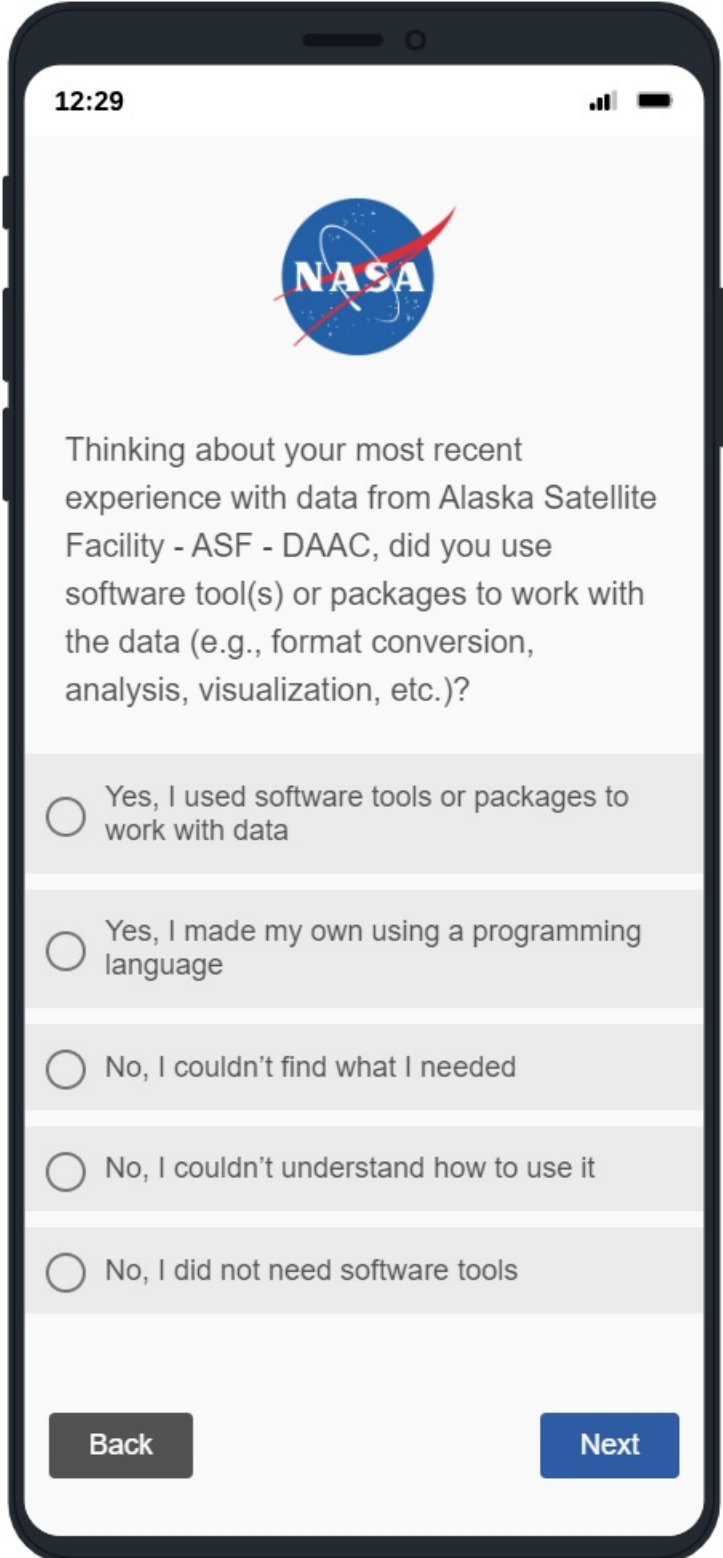 12:29
NASA
Thinking about your most recent
experience with data from Alaska Satellite
Facility - ASF - DAAC, did you use
software tool(s) or packages to work with
the data (e.g., format conversion,
analysis, visualization, etc.)?
Yes, I used software tools or packages to
work with data
Yes, I made my own using a programming
language
No, I couldn’t find what I needed
No, I couldn’t understand how to use it
No, I did not need software tools
Back
Next